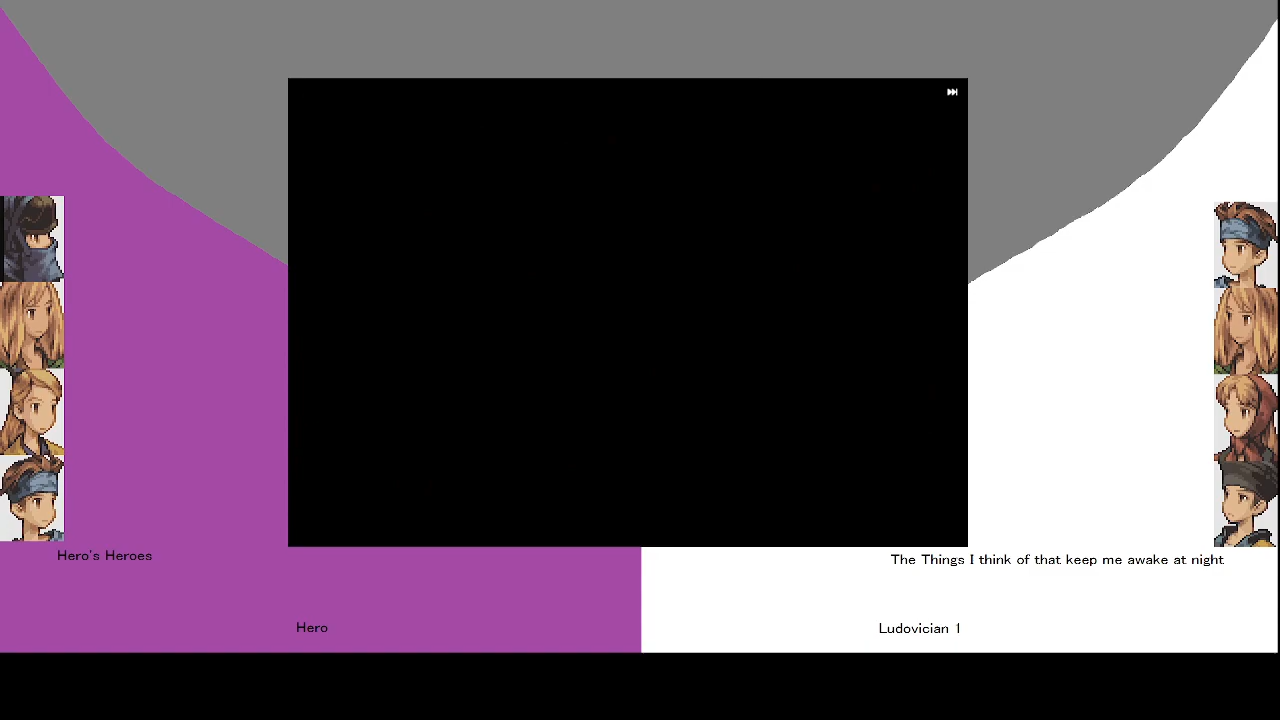 Hero's Heroes
The Things I think of that keep me awake at night
Hero
Ludovician 1